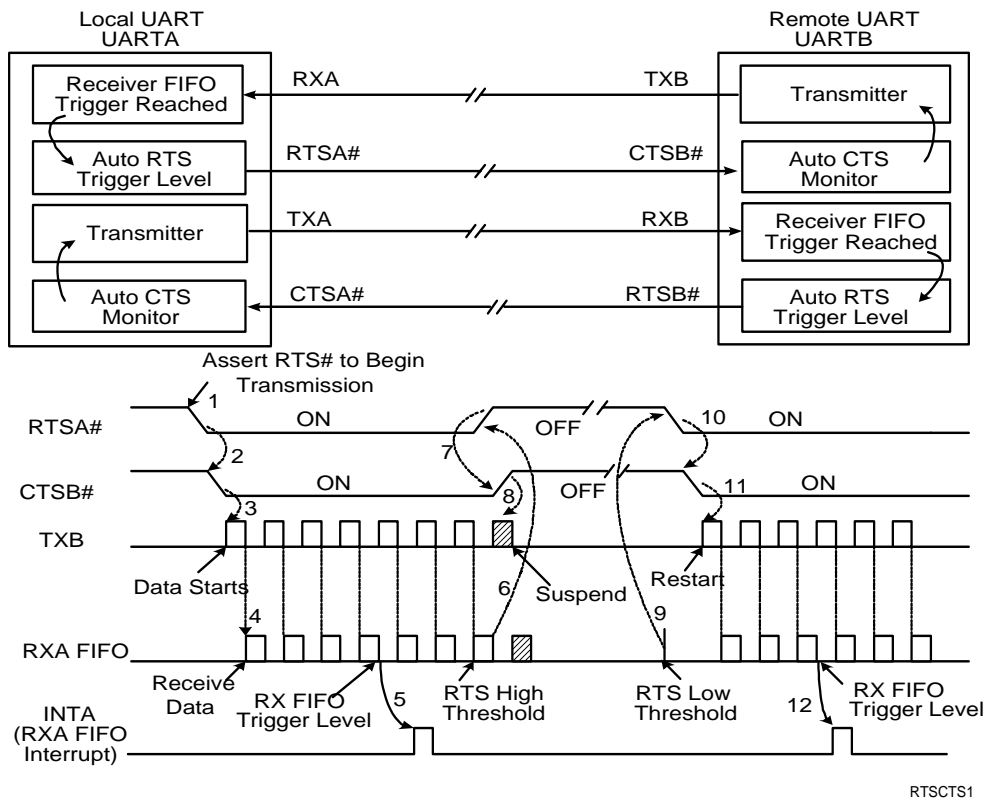 Local UART
UARTA
Remote UART
UARTB
Receiver FIFO
Trigger Reached
RXA
TXB
Transmitter
Auto RTS
Trigger Level
RTSA#
CTSB#
Auto CTS
Monitor
Transmitter
TXA
RXB
Receiver FIFO
Trigger Reached
Auto CTS
Monitor
CTSA#
RTSB#
Auto RTS
Trigger Level
Assert RTS# to Begin
Transmission
RTSA#
1
ON
7
OFF
10
ON
2
CTSB#
ON
8
OFF
11
ON
3
TXB
Data Starts
6
Suspend
Restart
4
9
RXA FIFO
Receive
Data
RX FIFO
Trigger Level
5
RTS High
Threshold
RTS Low
Threshold
12
RX FIFO
Trigger Level
INTA
(RXA FIFO
Interrupt)
RTSCTS1